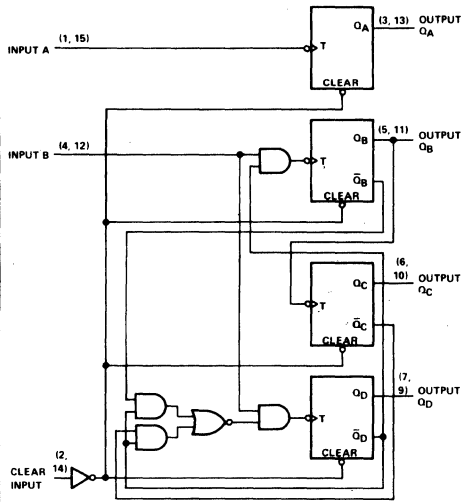 INPUT A
(1, 15)
T
QA
CLEAR
(3, 13)
OUTPUT
QA
INPUT B
(4, 12)
T
QB
Q̅B
CLEAR
(5, 11)
OUTPUT
QB
T
QC
Q̅C
CLEAR
(6,
10)
OUTPUT
QC
T
QD
Q̅D
CLEAR
(7,
9)
OUTPUT
QD
CLEAR
INPUT
(2,
14)